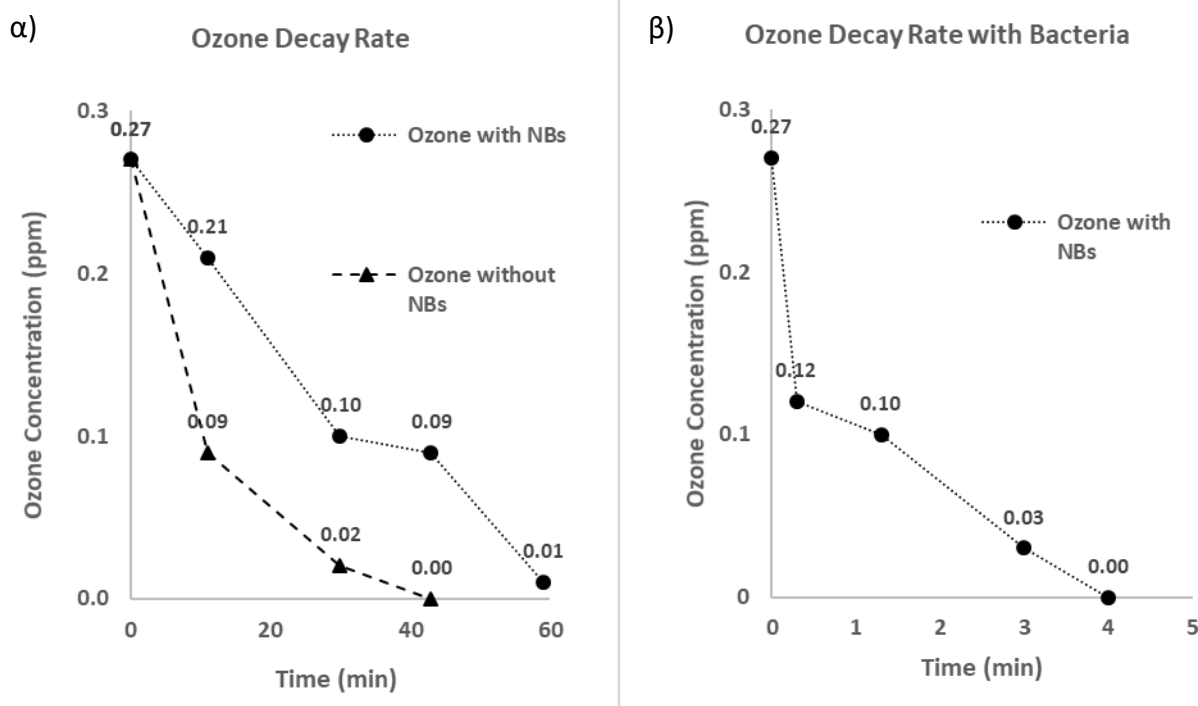 α)
Ozone Decay Rate
0.3
0.2
0.1
0.0
Ozone Concentration (ppm)
0.27
0.21
0.10
0.09
0.01
0.09
0.02
0.00
Ozone with NBs
Ozone without
NBs
0
20
40
60
Time (min)
β)
Ozone Decay Rate with Bacteria
0.3
0.2
0.1
0
Ozone Concentration (ppm)
0.27
0.12
0.10
0.03
0.00
Ozone with
NBs
0
1
2
3
4
5
Time (min)